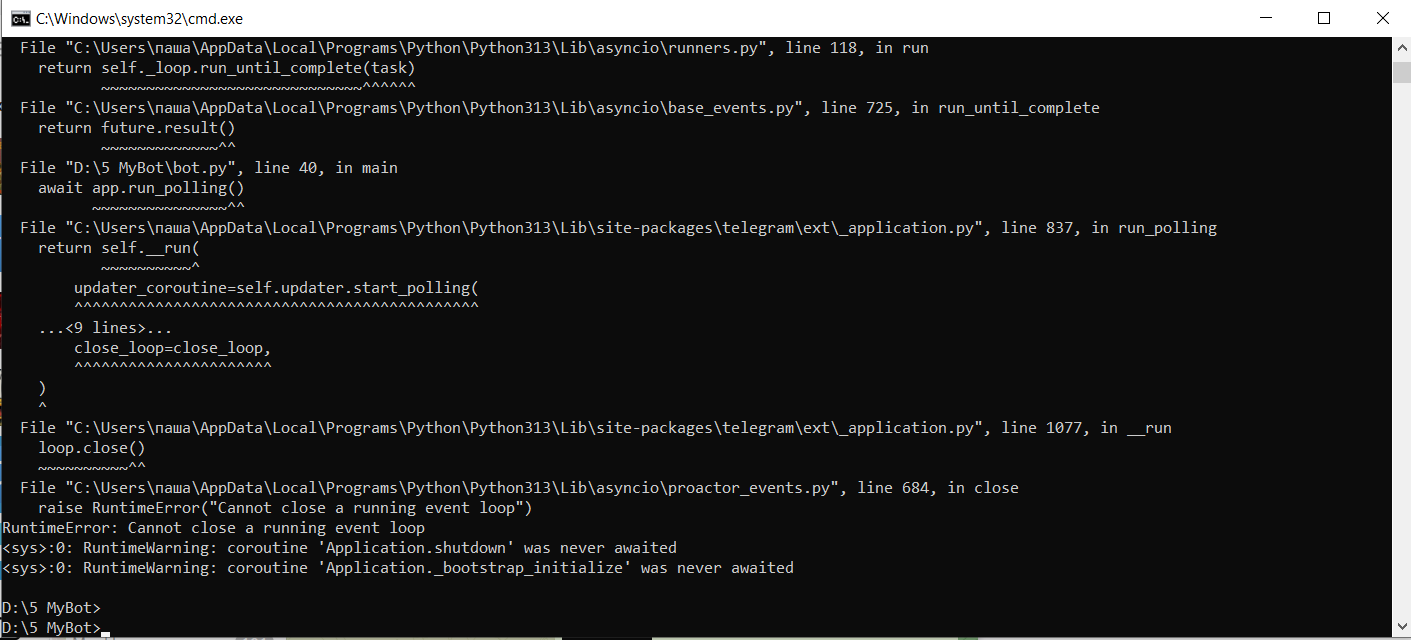 C:\Windows\system32\cmd.exe
  File "C:\Users\паша\AppData\Local\Programs\Python\Python313\Lib\asyncio\runners.py", line 118, in run
    return self._loop.run_until_complete(task)
           ~~~~~~~~~~~~~~~~~~~~~~~~~~~~~^^^^^^
  File "C:\Users\паша\AppData\Local\Programs\Python\Python313\Lib\asyncio\base_events.py", line 725, in run_until_complete
    return future.result()
           ~~~~~~~~~~~~~^^
  File "D:\5 MyBot\bot.py", line 40, in main
    await app.run_polling()
          ~~~~~~~~~~~~~~~^^
  File "C:\Users\паша\AppData\Local\Programs\Python\Python313\Lib\site-packages\telegram\ext\_application.py", line 837, in run_polling
    return self.__run(
           ~~~~~~~~~~^
        updater_coroutine=self.updater.start_polling(
        ^^^^^^^^^^^^^^^^^^^^^^^^^^^^^^^^^^^^^^^^^^^^^
    ...<9 lines>...
        close_loop=close_loop,
        ^^^^^^^^^^^^^^^^^^^^^^
    )
    ^
  File "C:\Users\паша\AppData\Local\Programs\Python\Python313\Lib\site-packages\telegram\ext\_application.py", line 1077, in __run
    loop.close()
    ~~~~~~~~~~^^
  File "C:\Users\паша\AppData\Local\Programs\Python\Python313\Lib\asyncio\proactor_events.py", line 684, in close
    raise RuntimeError("Cannot close a running event loop")
RuntimeError: Cannot close a running event loop
<sys>:0: RuntimeWarning: coroutine 'Application.shutdown' was never awaited
<sys>:0: RuntimeWarning: coroutine 'Application._bootstrap_initialize' was never awaited

D:\5 MyBot>
D:\5 MyBot>